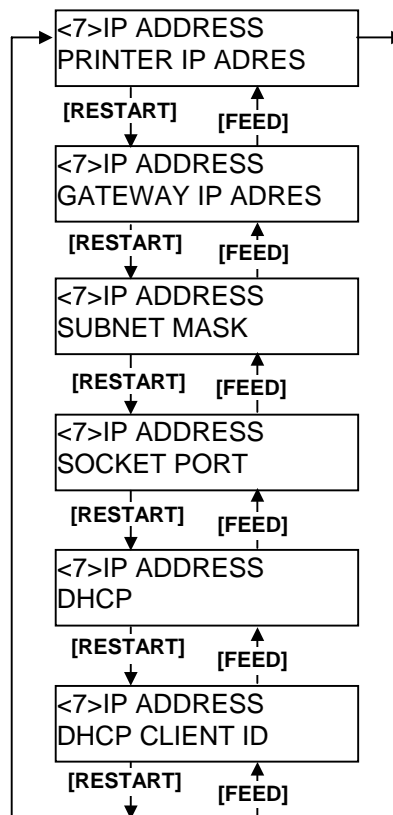 <7>IP ADDRESS
PRINTER IP ADRES
[RESTART]
[FEED]
<7>IP ADDRESS
GATEWAY IP ADRES
[RESTART]
[FEED]
<7>IP ADDRESS
SUBNET MASK
[RESTART]
[FEED]
<7>IP ADDRESS
SOCKET PORT
[RESTART]
[FEED]
<7>IP ADDRESS
DHCP
[RESTART]
[FEED]
<7>IP ADDRESS
DHCP CLIENT ID
[RESTART]
[FEED]